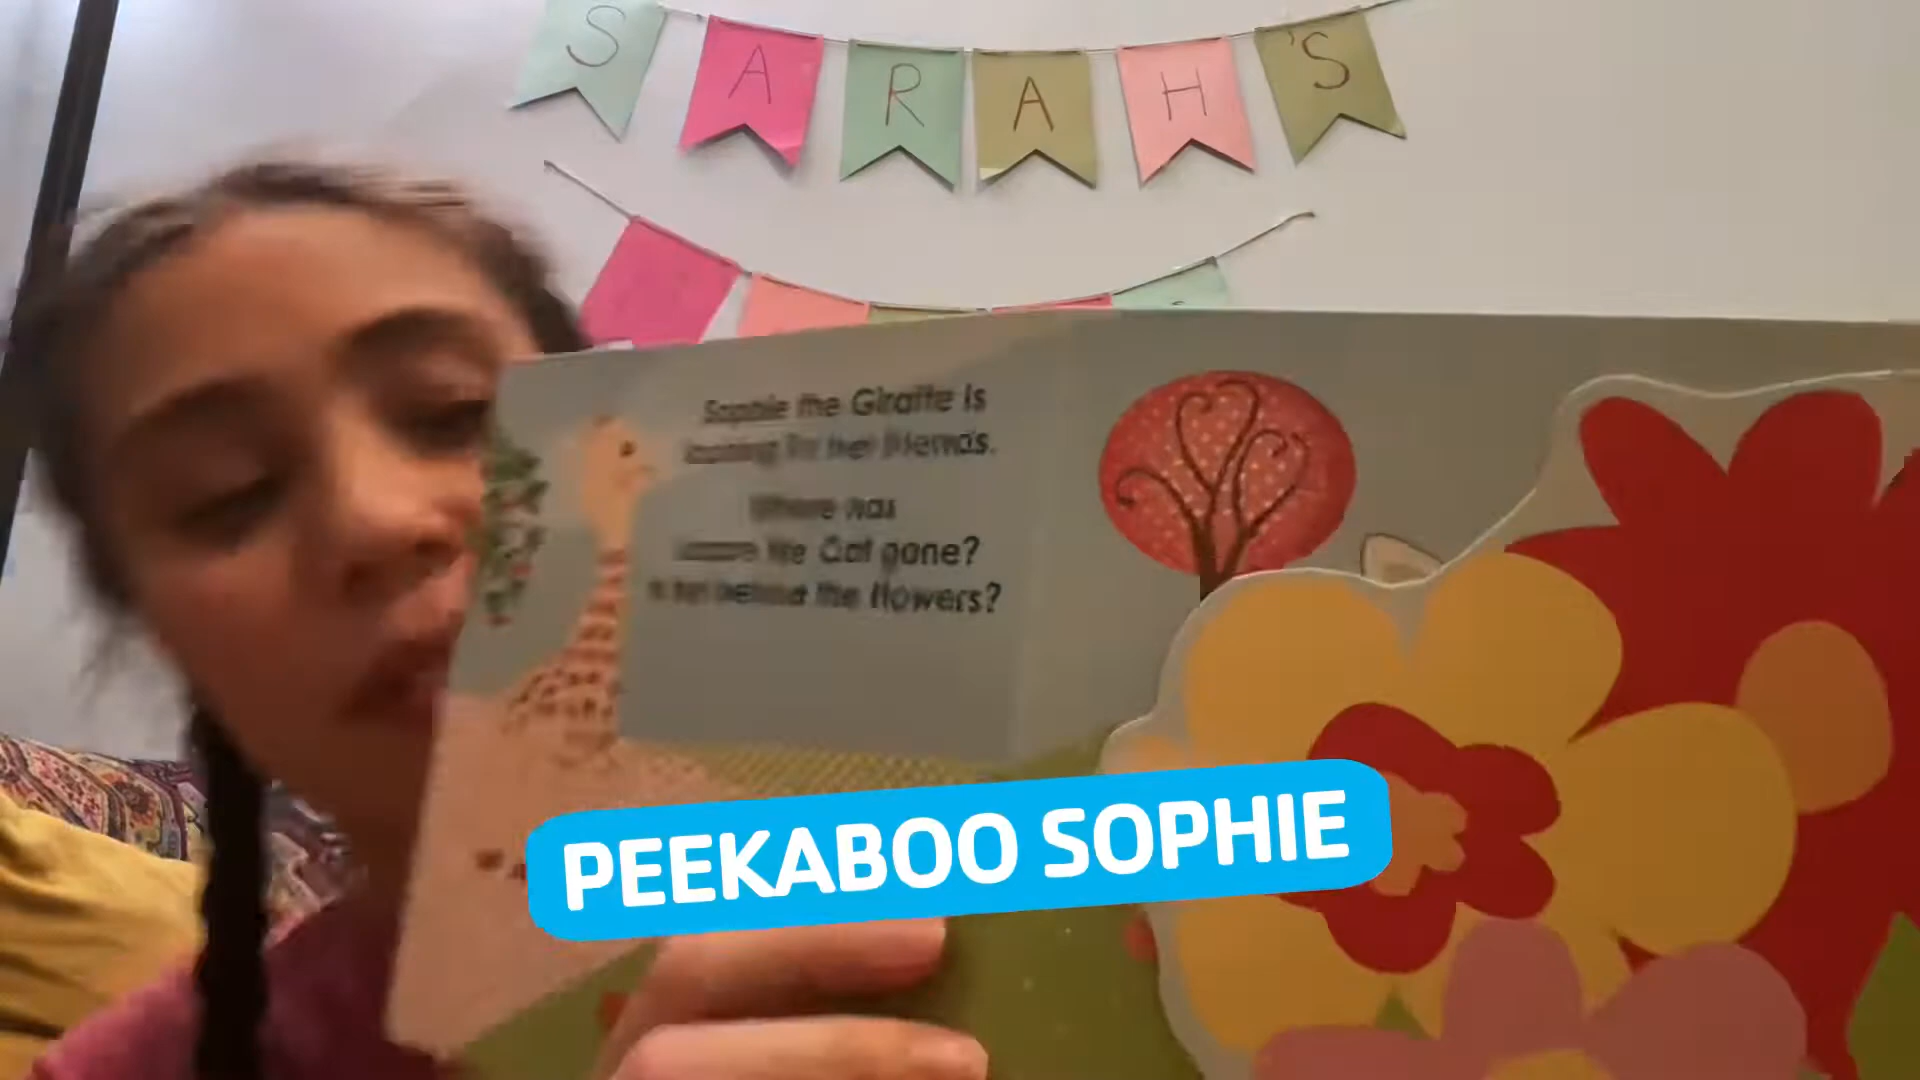 SARAH'S
Sophie the Giraffe is
looking for her friends.
Where has
the Cat gone?
behind the flowers?
PEEKABOO SOPHIE